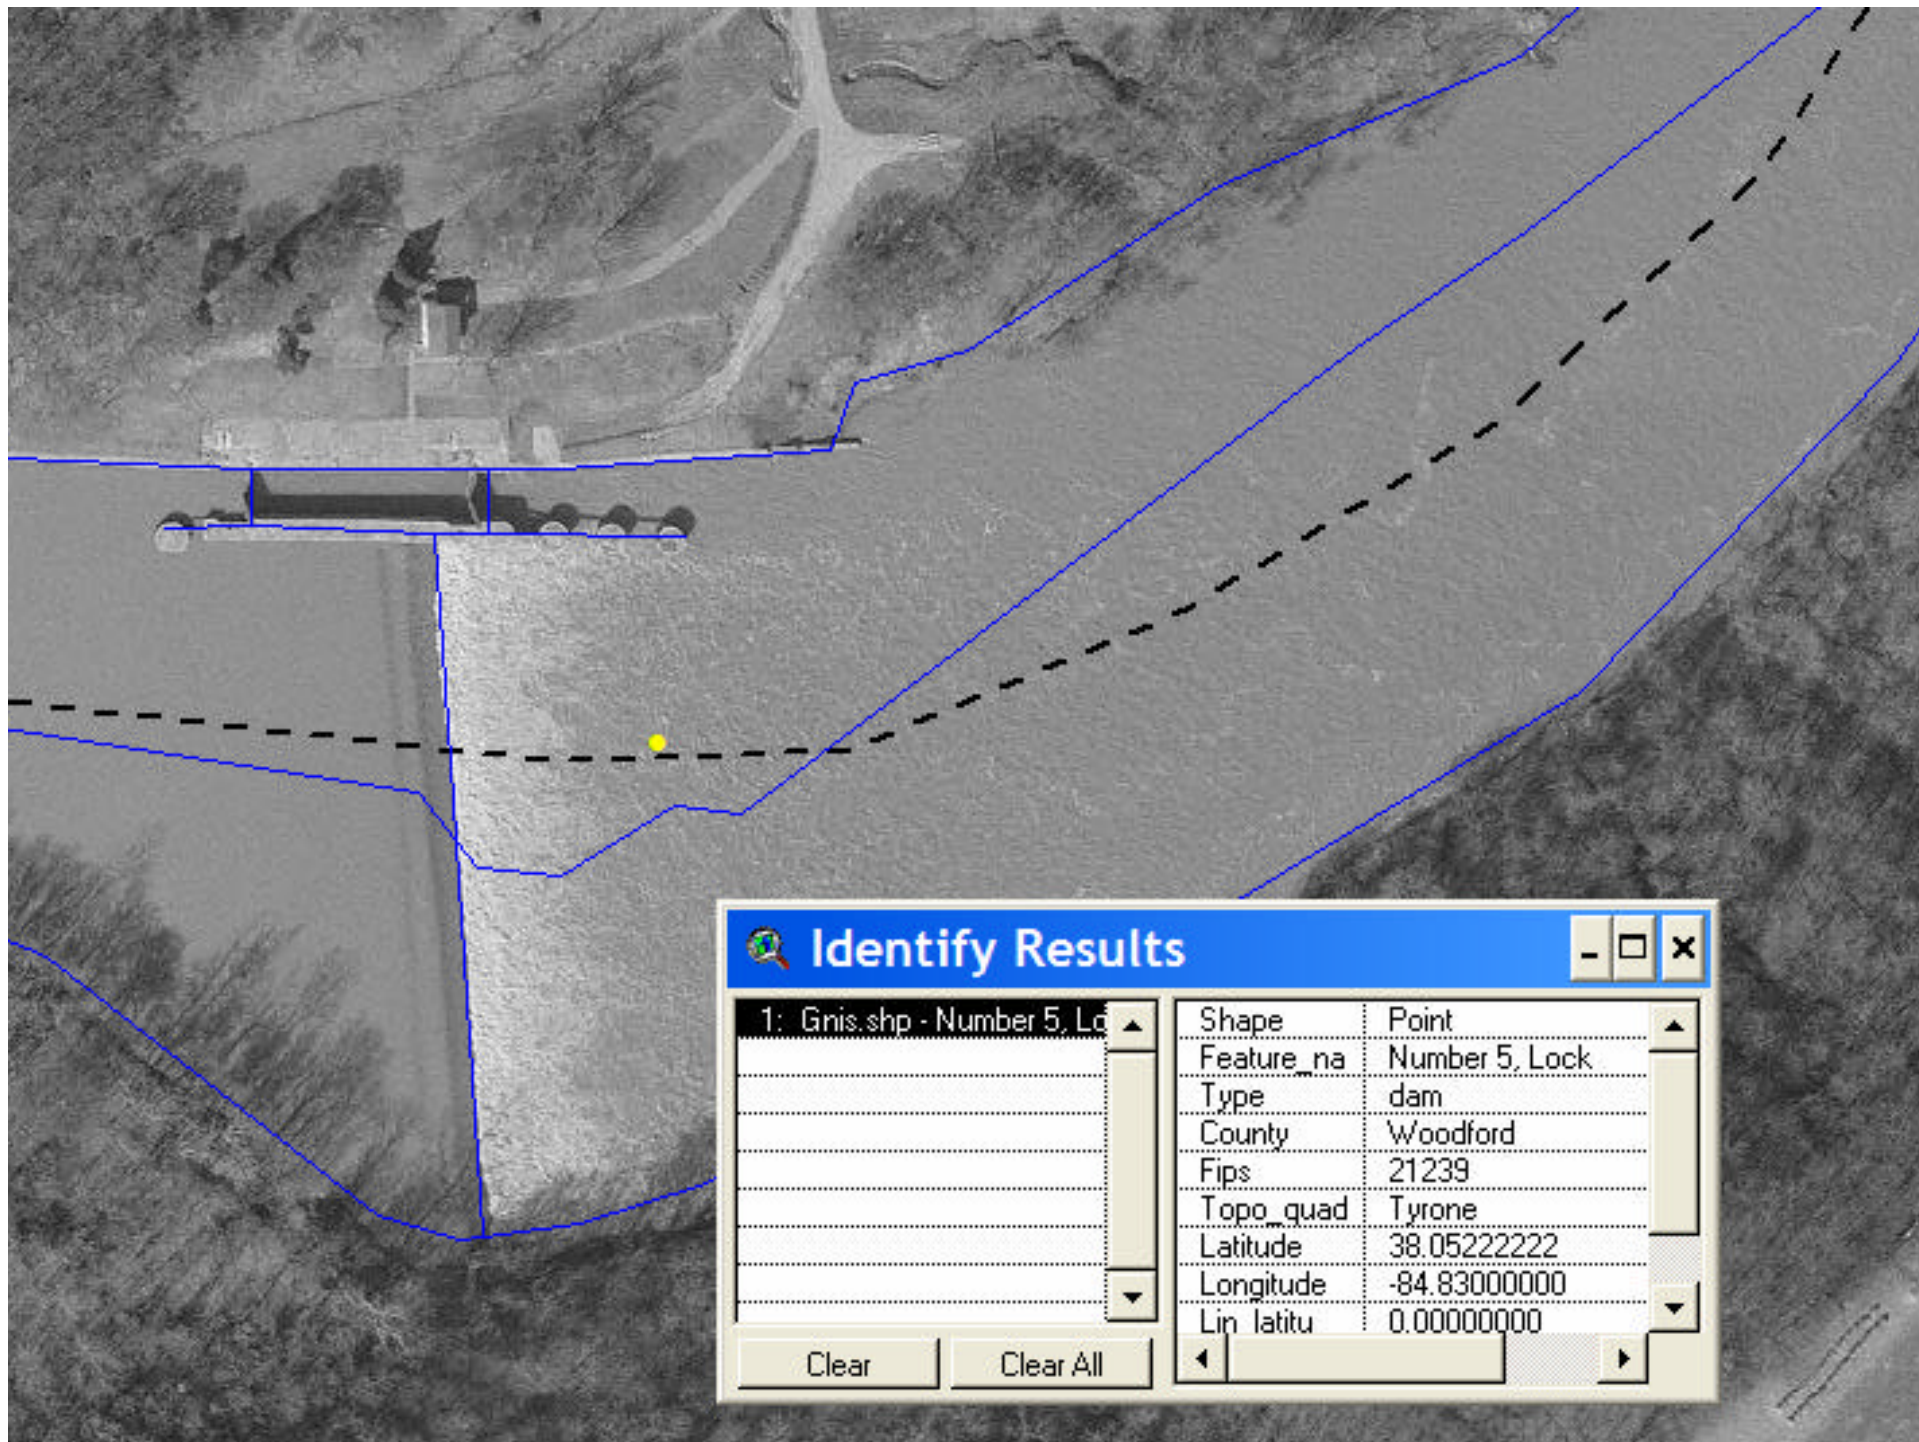 Identify Results
1: Gnis.shp - Number 5, Lo
Shape Point
Feature_na Number 5, Lock
Type dam
County Woodford
Fips 21239
Topo_quad Tyrone
Latitude 38.05222222
Longitude -84.83000000
Lin_latitu 0.00000000
Clear Clear All